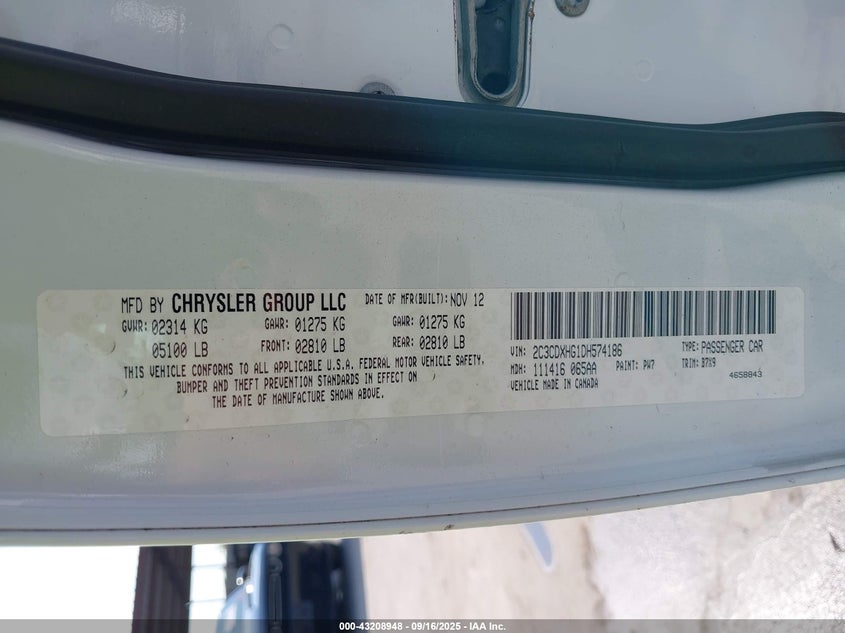 MFD BY CHRYSLER GROUP LLC DATE OF MFR(BUILT): NOV 12
GVWR: 02314 KG GAWR: 01275 KG GAWR: 01275 KG
05100 LB FRONT: 02810 LB REAR: 02810 LB
THIS VEHICLE CONFORMS TO ALL APPLICABLE U.S.A. FEDERAL MOTOR VEHICLE SAFETY,
BUMPER AND THEFT PREVENTION STANDARDS IN EFFECT ON
THE DATE OF MANUFACTURE SHOWN ABOVE.
VIN: 2C3CDXHG1DH574186 TYPE: PASSENGER CAR
MDH: 111416 065AA PAINT: PW7 TRIM: B7X9
VEHICLE MADE IN CANADA 4658843
000-43208948 - 09/16/2025 - IAA Inc.